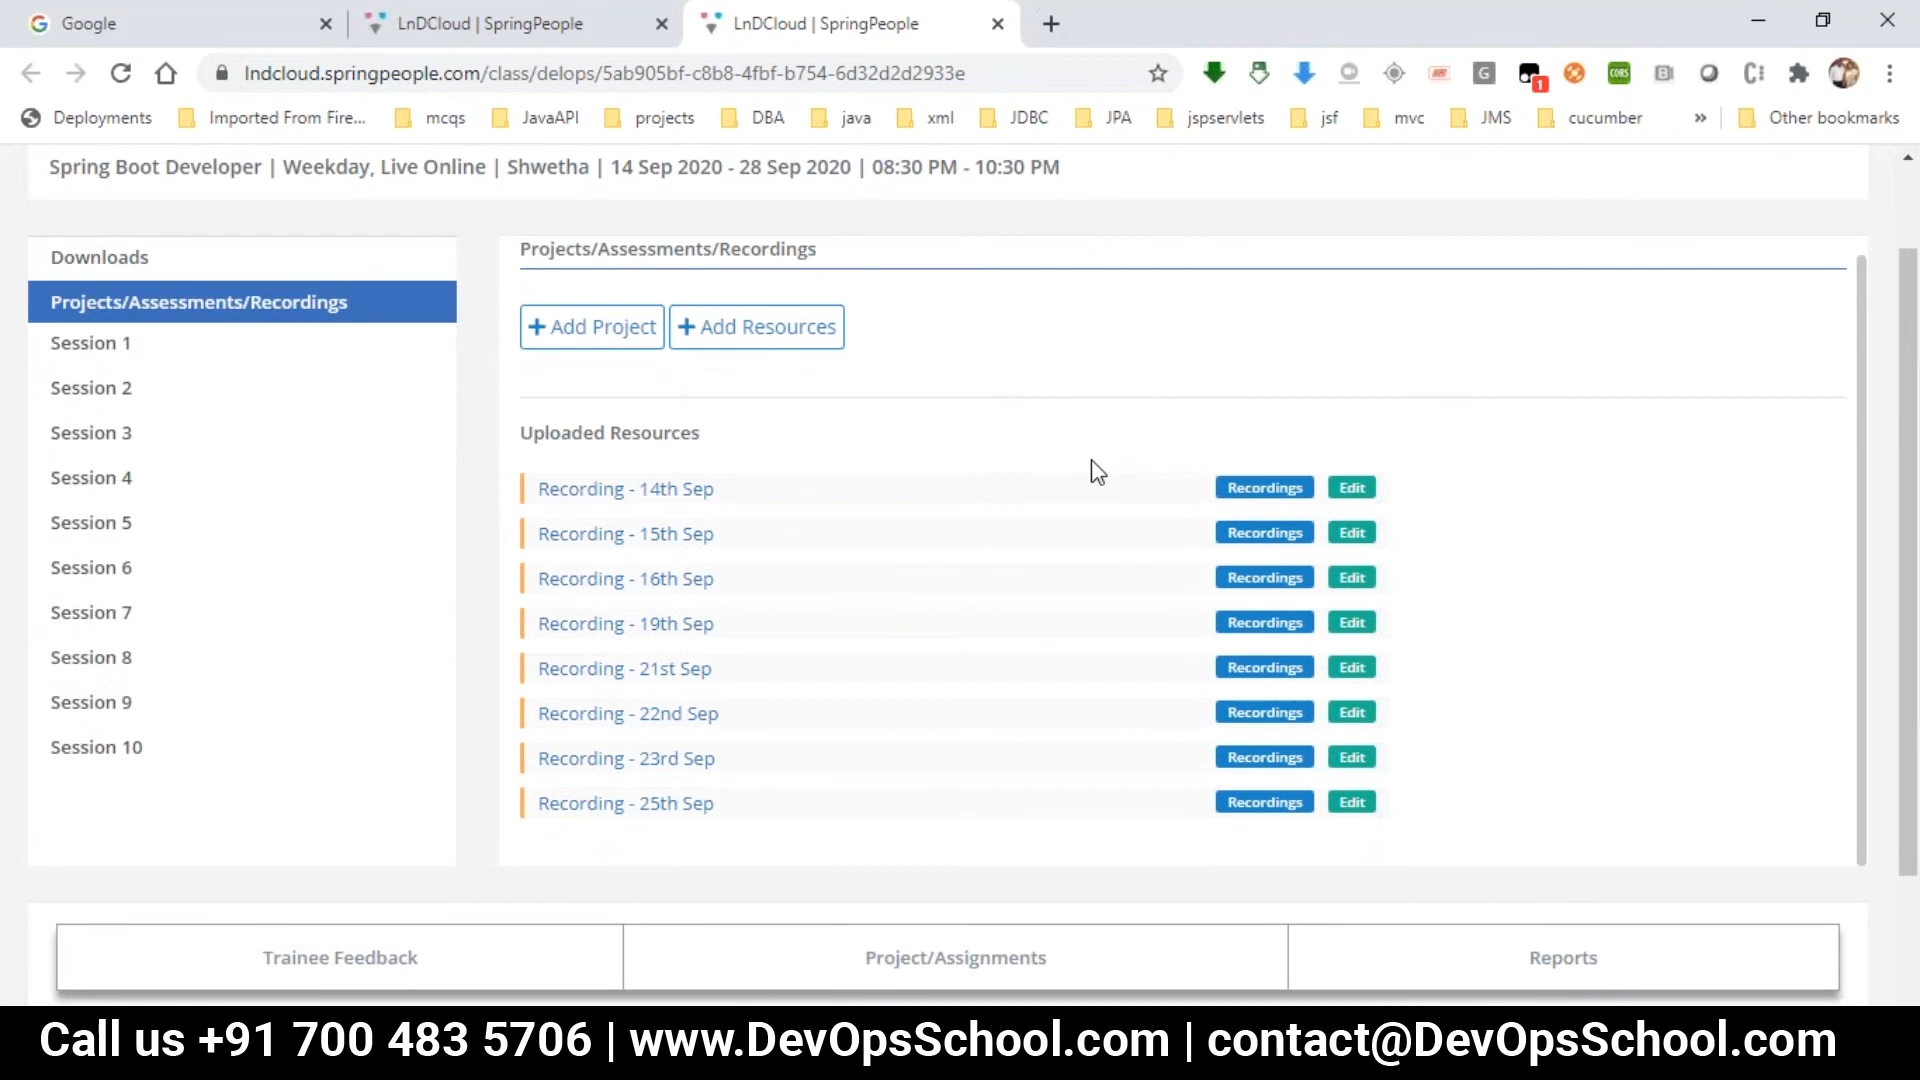 Google
LnDCloud | SpringPeople
LnDCloud | SpringPeople
lndcloud.springpeople.com/class/delops/5ab905bf-c8b8-4fbf-b754-6d32d2d2933e
G
1
CORS
Deployments
Imported From Fire...
mcqs
JavaAPI
projects
DBA
java
xml
JDBC
JPA
jspservlets
jsf
mvc
JMS
cucumber
»
Other bookmarks
Spring Boot Developer | Weekday, Live Online | Shwetha | 14 Sep 2020 - 28 Sep 2020 | 08:30 PM - 10:30 PM
Downloads
Projects/Assessments/Recordings
Session 1
Session 2
Session 3
Session 4
Session 5
Session 6
Session 7
Session 8
Session 9
Session 10
Projects/Assessments/Recordings
+ Add Project + Add Resources
Uploaded Resources
Recording - 14th Sep Recordings Edit
Recording - 15th Sep Recordings Edit
Recording - 16th Sep Recordings Edit
Recording - 19th Sep Recordings Edit
Recording - 21st Sep Recordings Edit
Recording - 22nd Sep Recordings Edit
Recording - 23rd Sep Recordings Edit
Recording - 25th Sep Recordings Edit
Trainee Feedback Project/Assignments Reports
Call us +91 700 483 5706 | www.DevOpsSchool.com | contact@DevOpsSchool.com